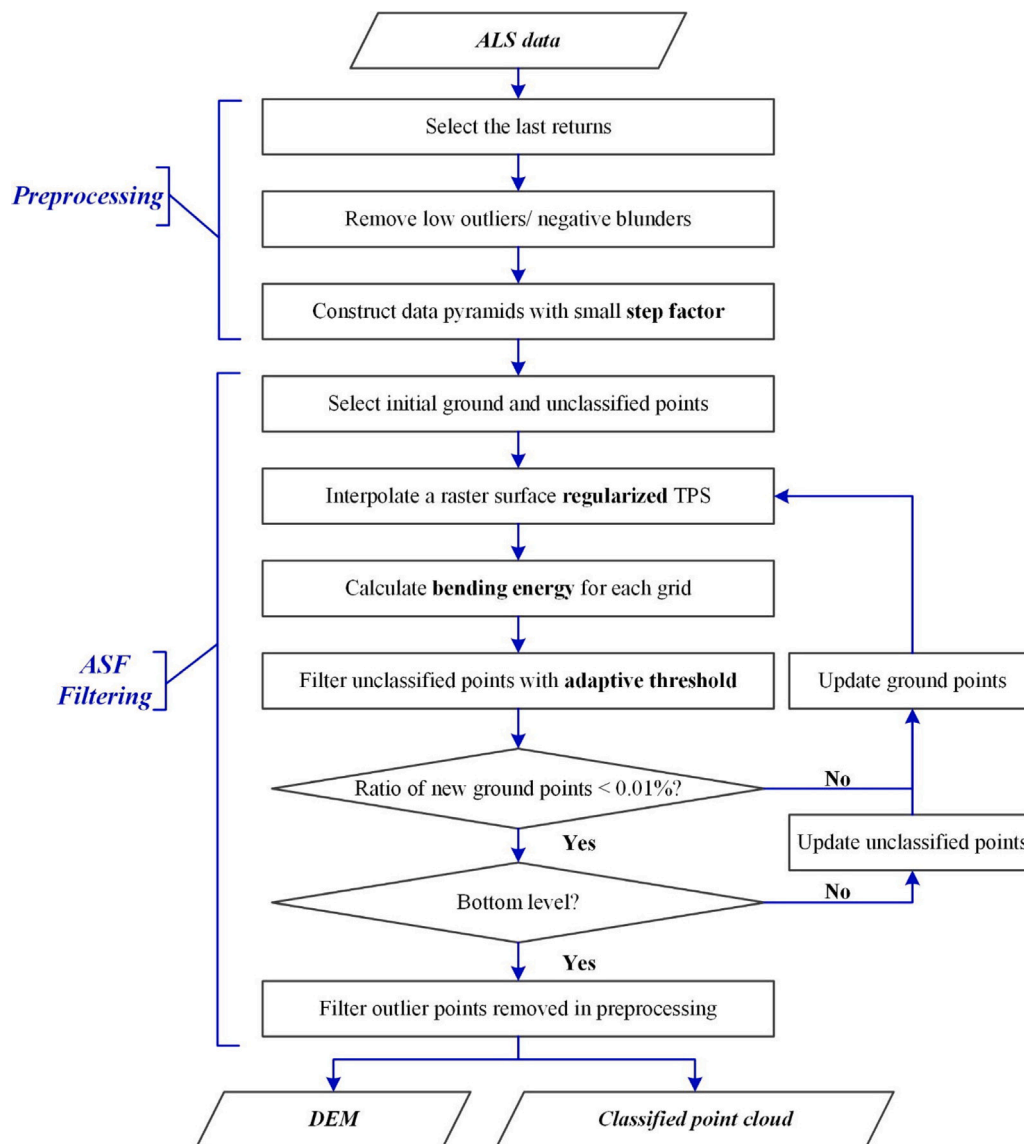 ALS data
Select the last returns
Preprocessing
Remove low outliers/ negative blunders
Construct data pyramids with small step factor
Select initial ground and unclassified points
Interpolate a raster surface regularized TPS
Calculate bending energy for each grid
ASF
Filtering
Filter unclassified points with adaptive threshold
Update ground points
Ratio of new ground points < 0.01%?
No
Yes
Update unclassified points
Bottom level?
No
Yes
Filter outlier points removed in preprocessing
DEM
Classified point cloud